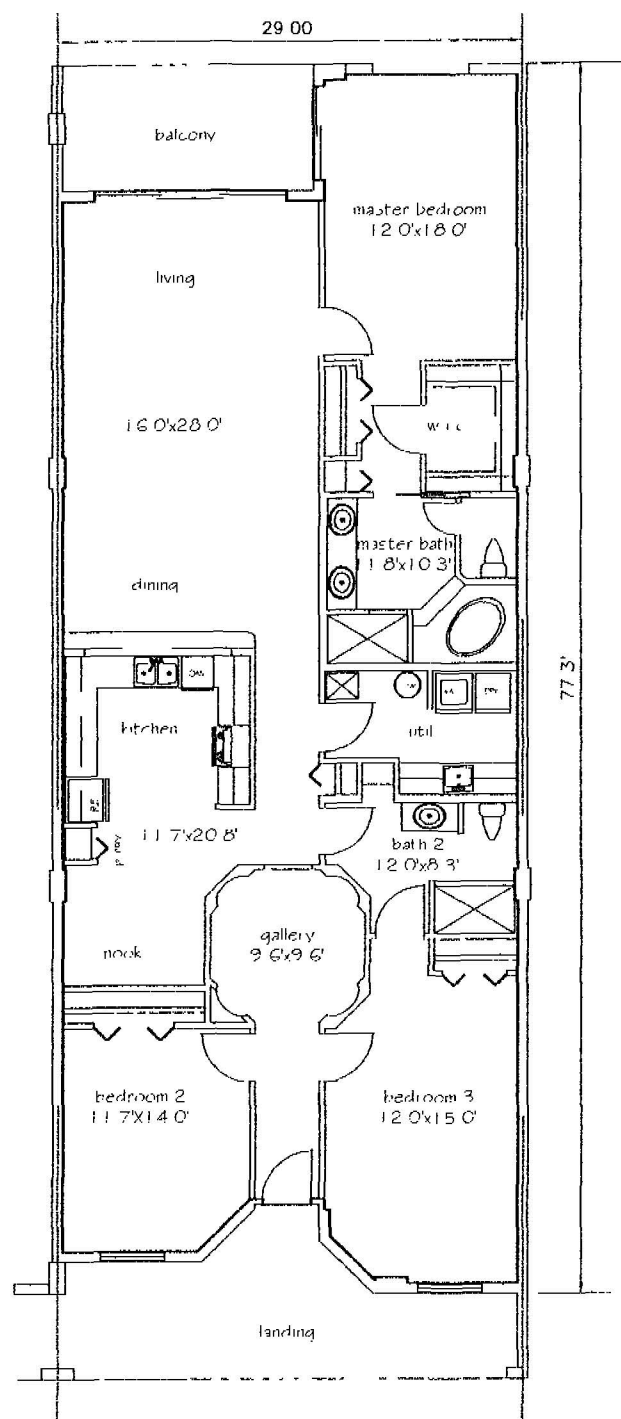 29 00
balcony
master bedroom
12 0'x18 0'
living
16 0'x28 0'
W I C
master bath
11 8'x10 3'
dining
77 3'
DW
kitchen
util
REF
11 7'x20 8'
bath 2
12 0'x8 3'
gallery
9 6'x9 6'
nook
bedroom 2
11 7'X14 0'
bedroom 3
12 0'x15 0'
landing